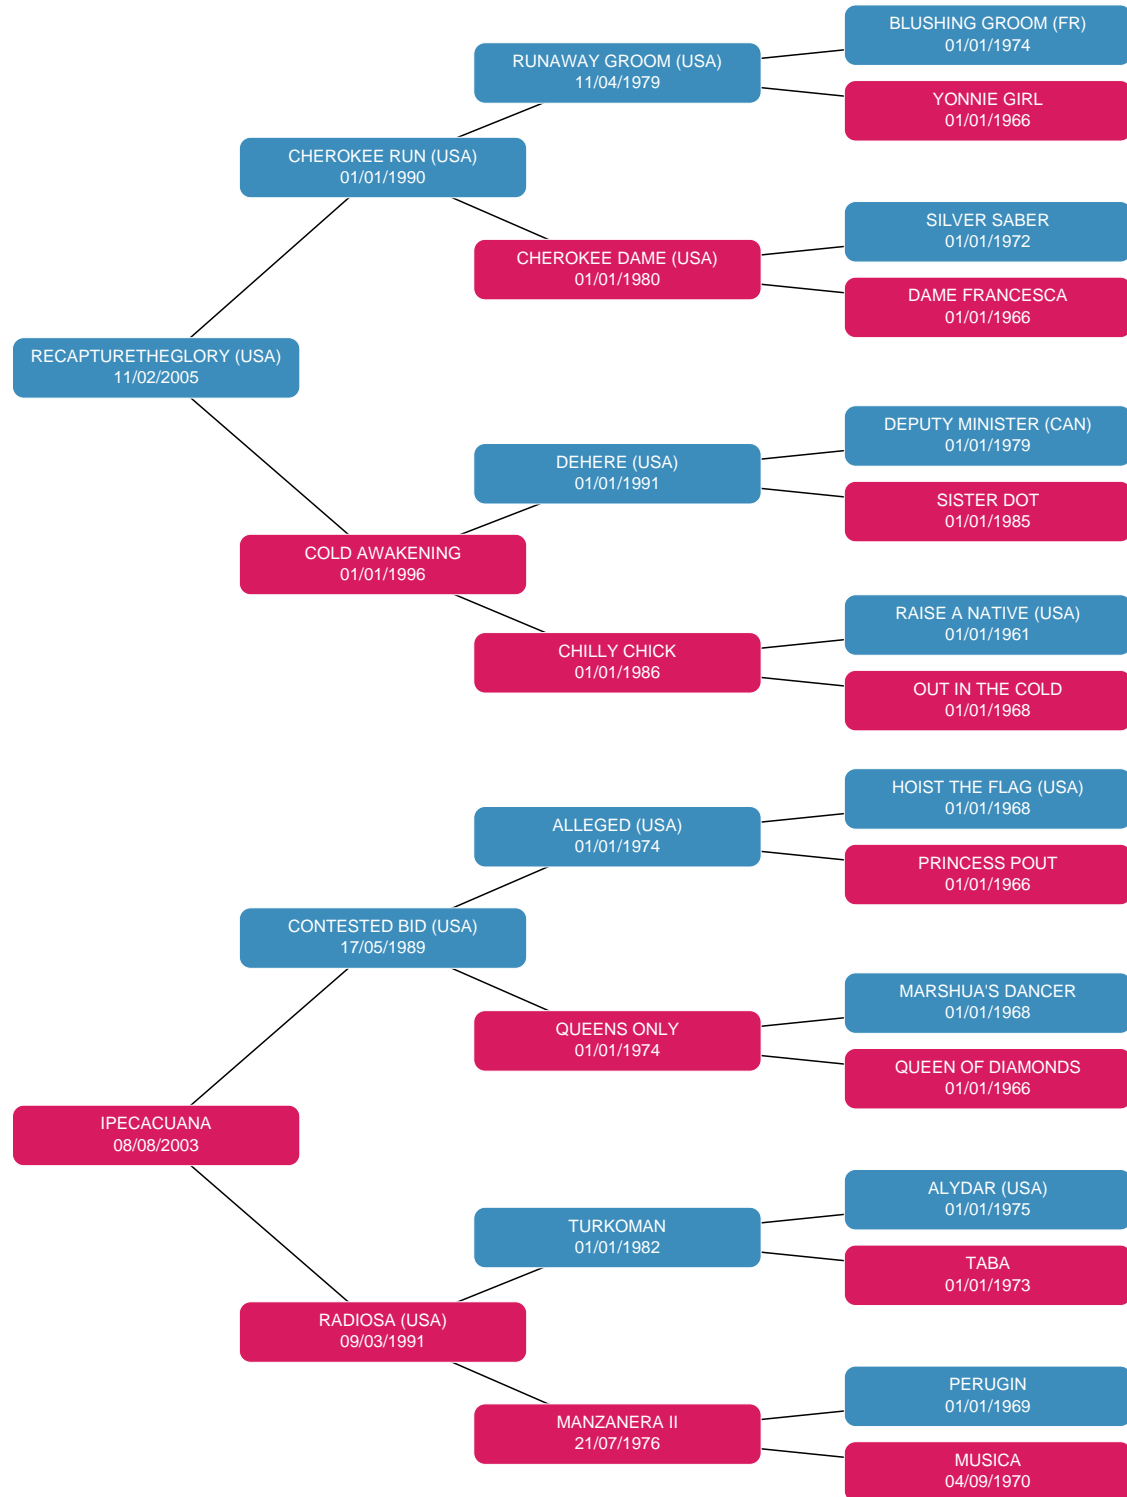 BLUSHING GROOM (FR)
01/01/1974
RUNAWAY GROOM (USA)
11/04/1979
YONNIE GIRL
01/01/1966
CHEROKEE RUN (USA)
01/01/1990
SILVER SABER
01/01/1972
CHEROKEE DAME (USA)
01/01/1980
DAME FRANCESCA
01/01/1966
RECAPTURETHEGLORY (USA)
11/02/2005
DEPUTY MINISTER (CAN)
01/01/1979
DEHERE (USA)
01/01/1991
SISTER DOT
01/01/1985
COLD AWAKENING
01/01/1996
RAISE A NATIVE (USA)
01/01/1961
CHILLY CHICK
01/01/1986
OUT IN THE COLD
01/01/1968
HOIST THE FLAG (USA)
01/01/1968
ALLEGED (USA)
01/01/1974
PRINCESS POUT
01/01/1966
CONTESTED BID (USA)
17/05/1989
MARSHUA'S DANCER
01/01/1968
QUEENS ONLY
01/01/1974
QUEEN OF DIAMONDS
01/01/1966
IPECACUANA
08/08/2003
ALYDAR (USA)
01/01/1975
TURKOMAN
01/01/1982
TABA
01/01/1973
RADIOSA (USA)
09/03/1991
PERUGIN
01/01/1969
MANZANERA II
21/07/1976
MUSICA
04/09/1970